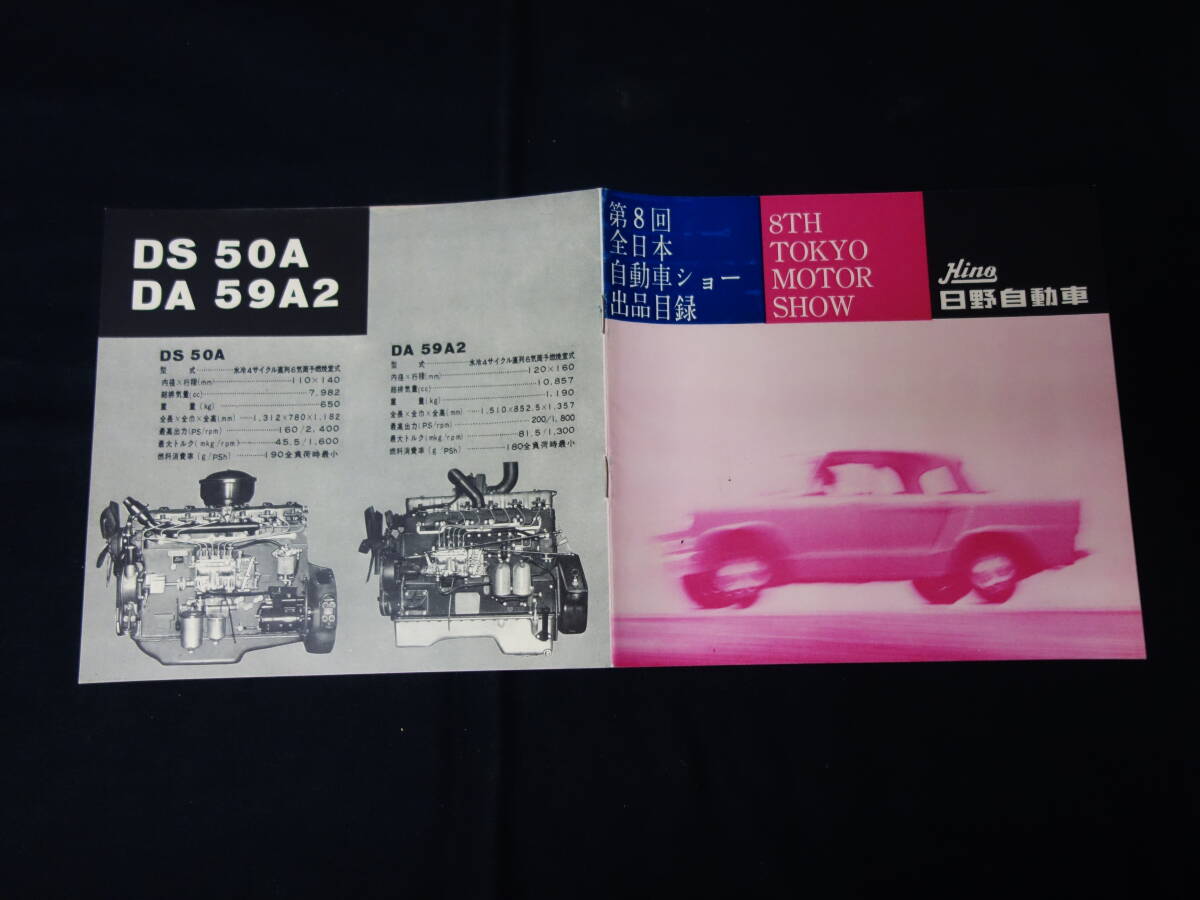 DS 50A
DA 59A2
DS 50A
型 式 水冷4サイクル直列6気筒予燃焼室式
内径×行程(mm) 110×140
総排気量(cc) 7,982
重 量(kg) 650
全長×全巾×全高(mm) 1,312×780×1,182
最高出力(PS/rpm) 160/2,400
最大トルク(mkg/rpm) 45.5/1,600
燃料消費率(g/PSh) 190全負荷時最小
DA 59A2
型 式 水冷4サイクル直列6気筒予燃焼室式
内径×行程(mm) 120×160
総排気量(cc) 10,857
重 量(kg) 1,190
全長×全巾×全高(mm) 1,510×852.5×1,357
最高出力(PS/rpm) 200/1,800
最大トルク(mkg/rpm) 81.5/1,300
燃料消費率(g/PSh) 180全負荷時最小
第8回
全日本
自動車ショー
出品目録
8TH
TOKYO
MOTOR
SHOW
Hino
日野自動車